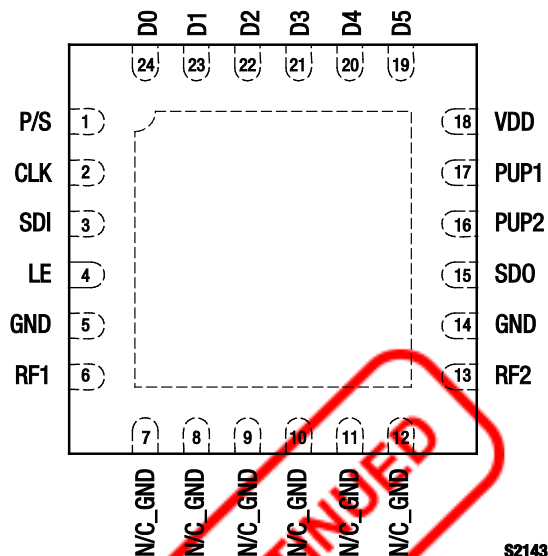 D0 D1 D2 D3 D4 D5
24 23 22 21 20 19
P/S 1 18 VDD
CLK 2 17 PUP1
SDI 3 16 PUP2
LE 4 15 SDO
GND 5 14 GND
RF1 6 13 RF2
7 8 9 10 11 12
N/C_GND N/C_GND N/C_GND N/C_GND N/C_GND N/C_GND
TINUED
S2143